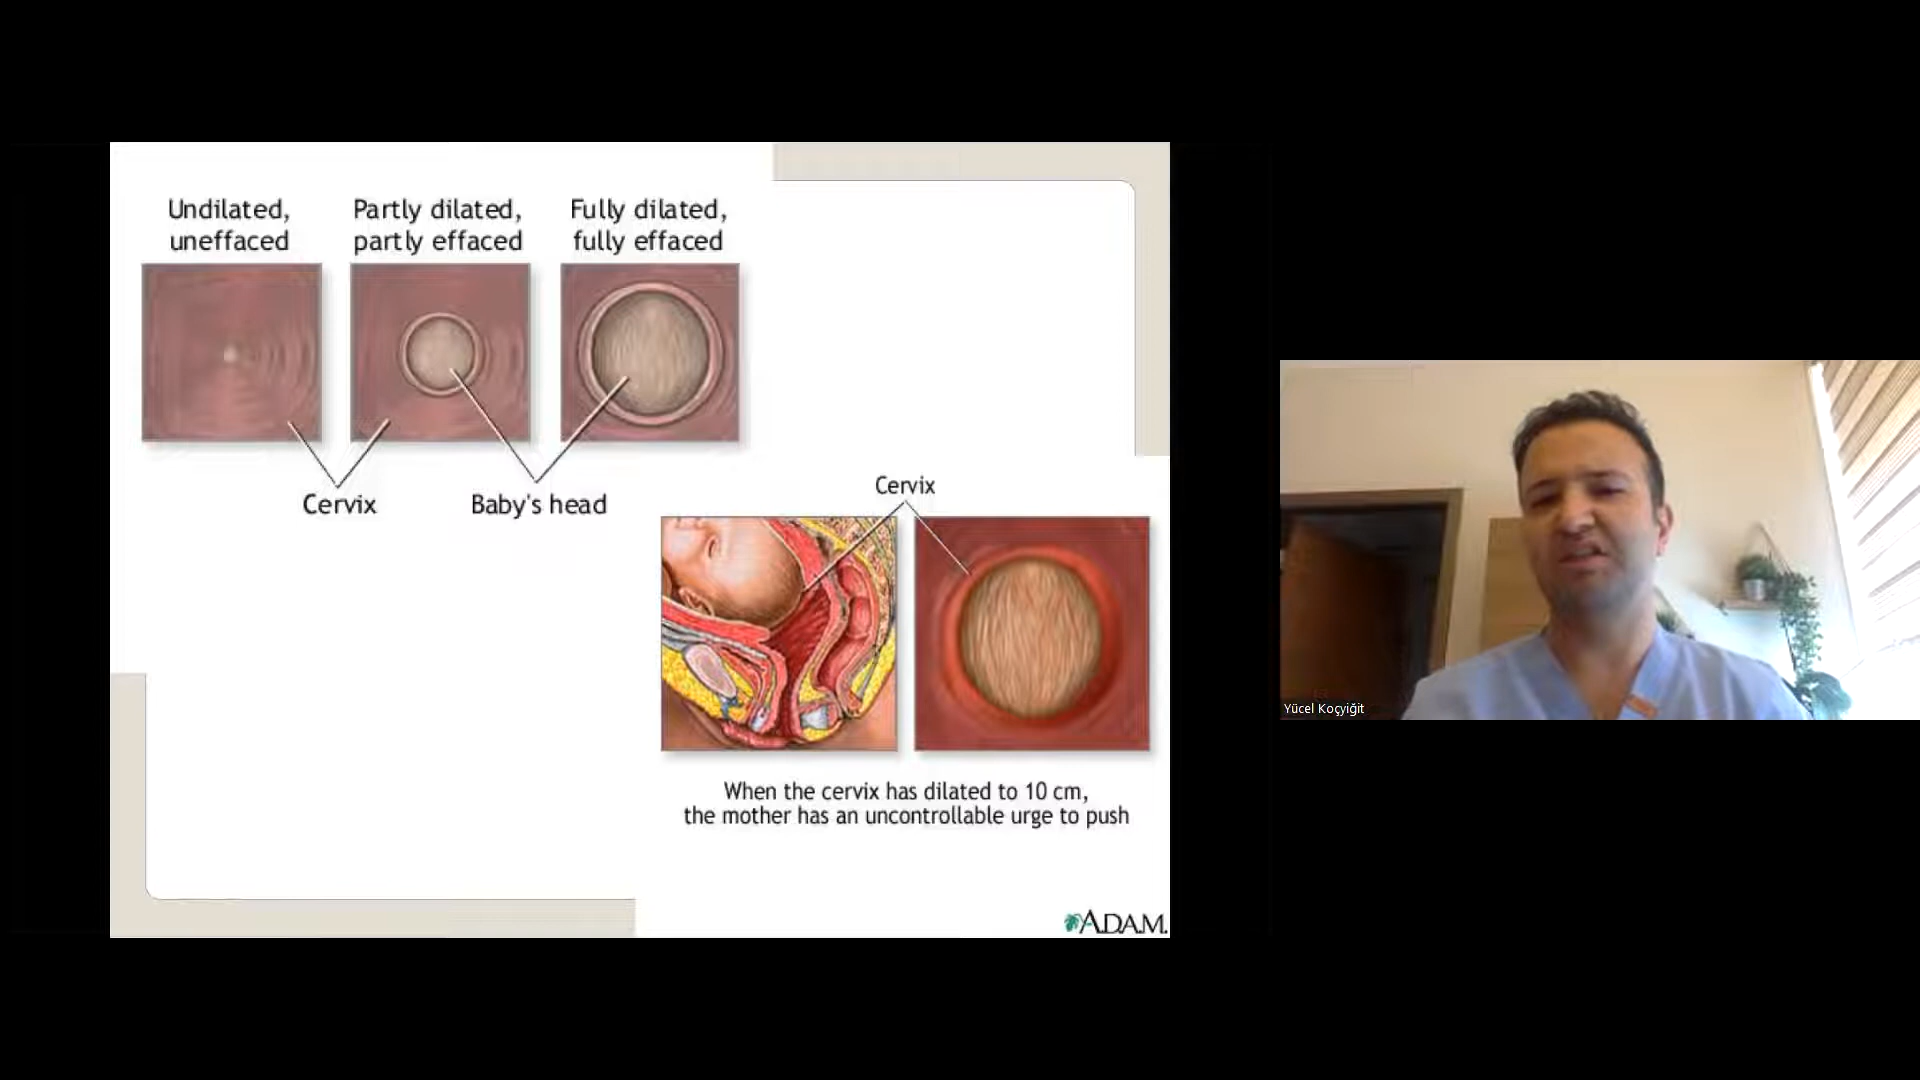 Undilated,
uneffaced
Partly dilated,
partly effaced
Fully dilated,
fully effaced
Cervix
Baby's head
Cervix
When the cervix has dilated to 10 cm,
the mother has an uncontrollable urge to push
ADAM.
Yücel Koçyiğit